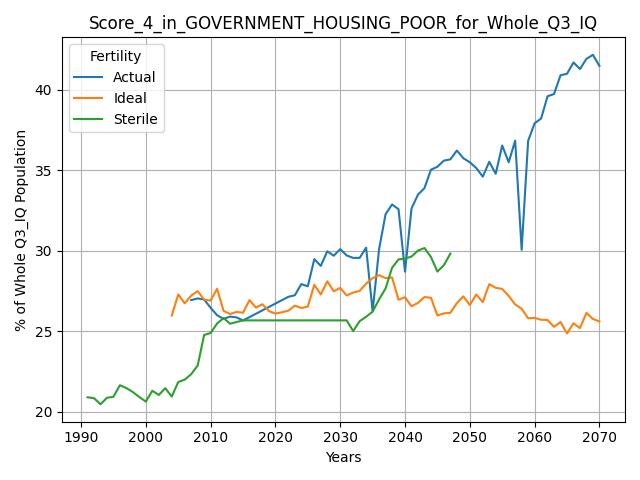 Score_4_in_GOVERNMENT_HOUSING_POOR_for_Whole_Q3_IQ
Fertility
Actual
Ideal
Sterile
% of Whole Q3_IQ Population
40
35
30
25
20
1990 2000 2010 2020 2030 2040 2050 2060 2070
Years